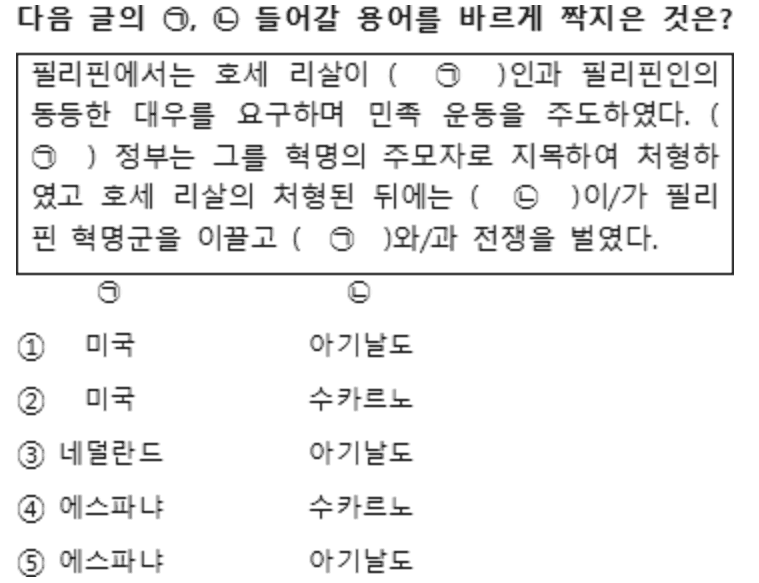 다음 글의 ㉠, ㉡ 들어갈 용어를 바르게 짝지은 것은?
필리핀에서는 호세 리살이 ( ㉠ )인과 필리핀인의
동등한 대우를 요구하며 민족 운동을 주도하였다. (
㉠ ) 정부는 그를 혁명의 주모자로 지목하여 처형하
였고 호세 리살의 처형된 뒤에는 ( ㉡ )이/가 필리
핀 혁명군을 이끌고 ( ㉠ )와/과 전쟁을 벌였다.
㉠ ㉡
① 미국 아기날도
② 미국 수카르노
③ 네덜란드 아기날도
④ 에스파냐 수카르노
⑤ 에스파냐 아기날도